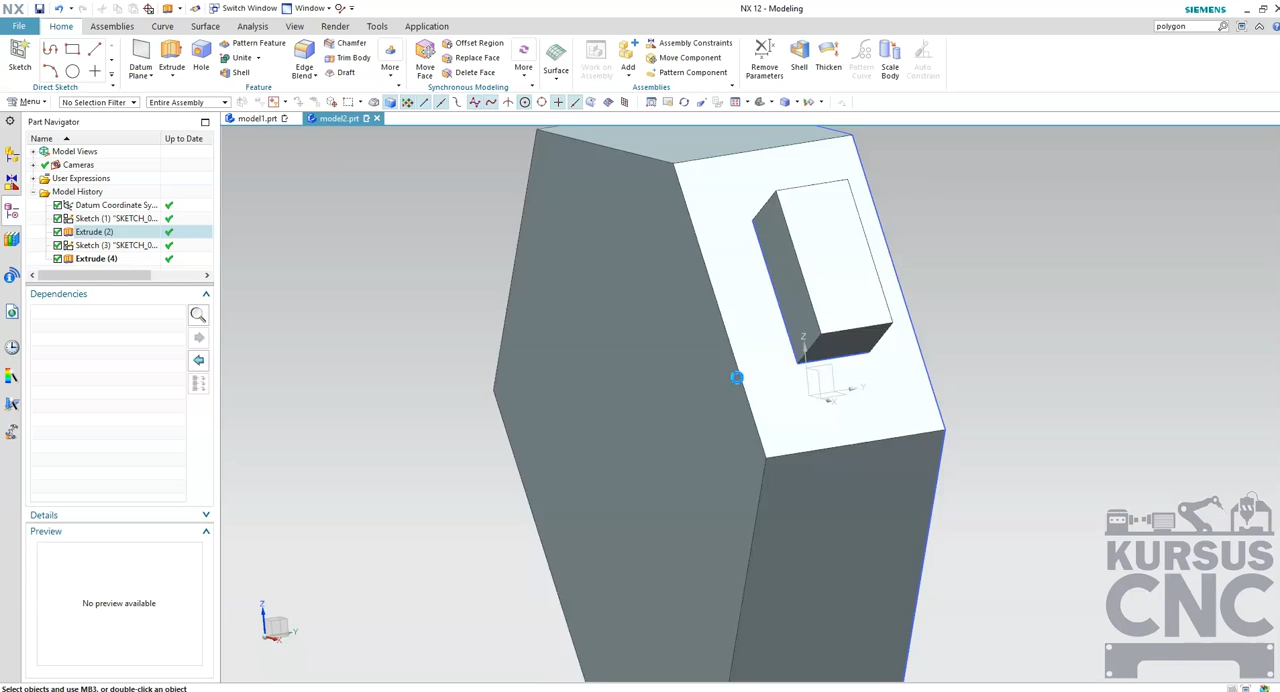 NX Switch Window Window NX 12 - Modeling SIEMENS
File Home Assemblies Curve Surface Analysis View Render Tools Application polygon
Sketch Datum Plane Extrude Hole Pattern Feature Unite Shell Edge Blend Chamfer Trim Body Draft More Move Face Offset Region Replace Face Delete Face More Surface Work on Assembly Add Assembly Constraints Move Component Pattern Component Remove Parameters Shell Thicken Pattern Curve Scale Body Auto Constrain
Direct Sketch Feature Synchronous Modeling Assemblies
Menu No Selection Filter Entire Assembly
Part Navigator model1.prt model2.prt
Name Up to Date
Model Views
Cameras
User Expressions
Model History
Datum Coordinate Sy...
Sketch (1) "SKETCH_0...
Extrude (2)
Sketch (3) "SKETCH_0...
Extrude (4)
Dependencies
Details
Preview
No preview available
Z
Y
X
Z
Y
X
KURSUS
CNC
Select objects and use MB3, or double-click an object